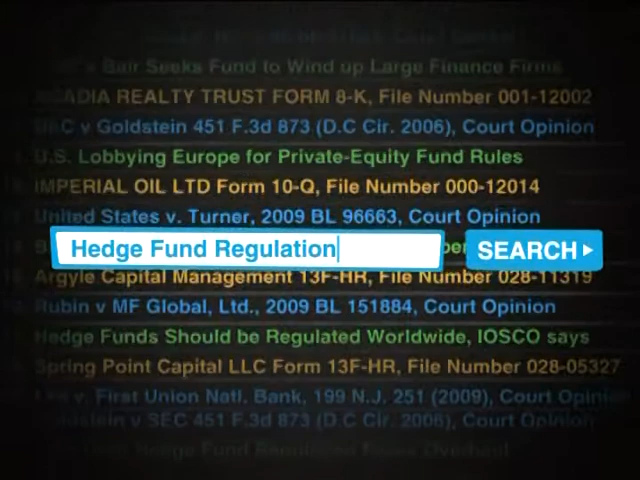 Bair Seeks Fund to Wind up Large Finance Firms
ACADIA REALTY TRUST FORM 8-K, File Number 001-12002
v Goldstein 451 F.3d 873 (D.C Cir. 2006), Court Opinion
U.S. Lobbying Europe for Private-Equity Fund Rules
IMPERIAL OIL LTD Form 10-Q, File Number 000-12014
United States v. Turner, 2009 BL 96663, Court Opinion
Hedge Fund Regulation SEARCH
Argyle Capital Management 13F-HR, File Number 028-11319
Rubin v MF Global, Ltd., 2009 BL 151884, Court Opinion
Hedge Funds Should be Regulated Worldwide, IOSCO says
Spring Point Capital LLC Form 13F-HR, File Number 028-05327
v. First Union Natl. Bank, 199 N.J. 251 (2009), Court Opinion
v SEC 451 F.3d 873 (D.C. Cir. 2006), Court Opinion
Hedge Fund